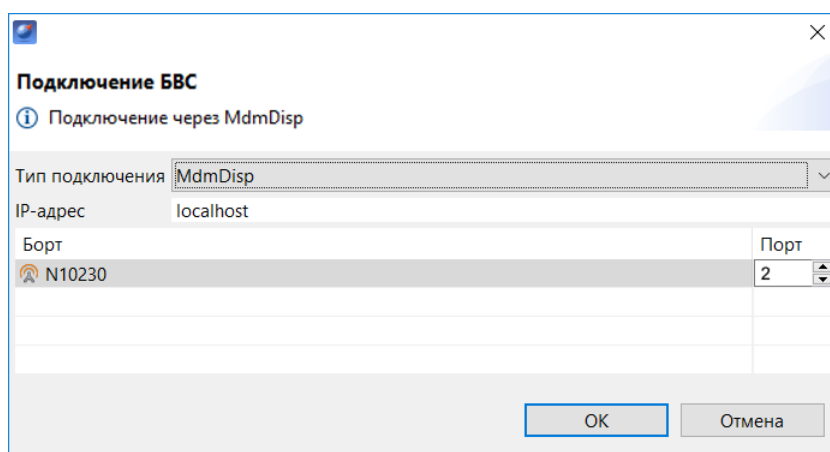 Подключение БВС
Подключение через MdmDisp
Тип подключения MdmDisp
IP-адрес localhost
Борт Порт
N10230 2
OK Отмена